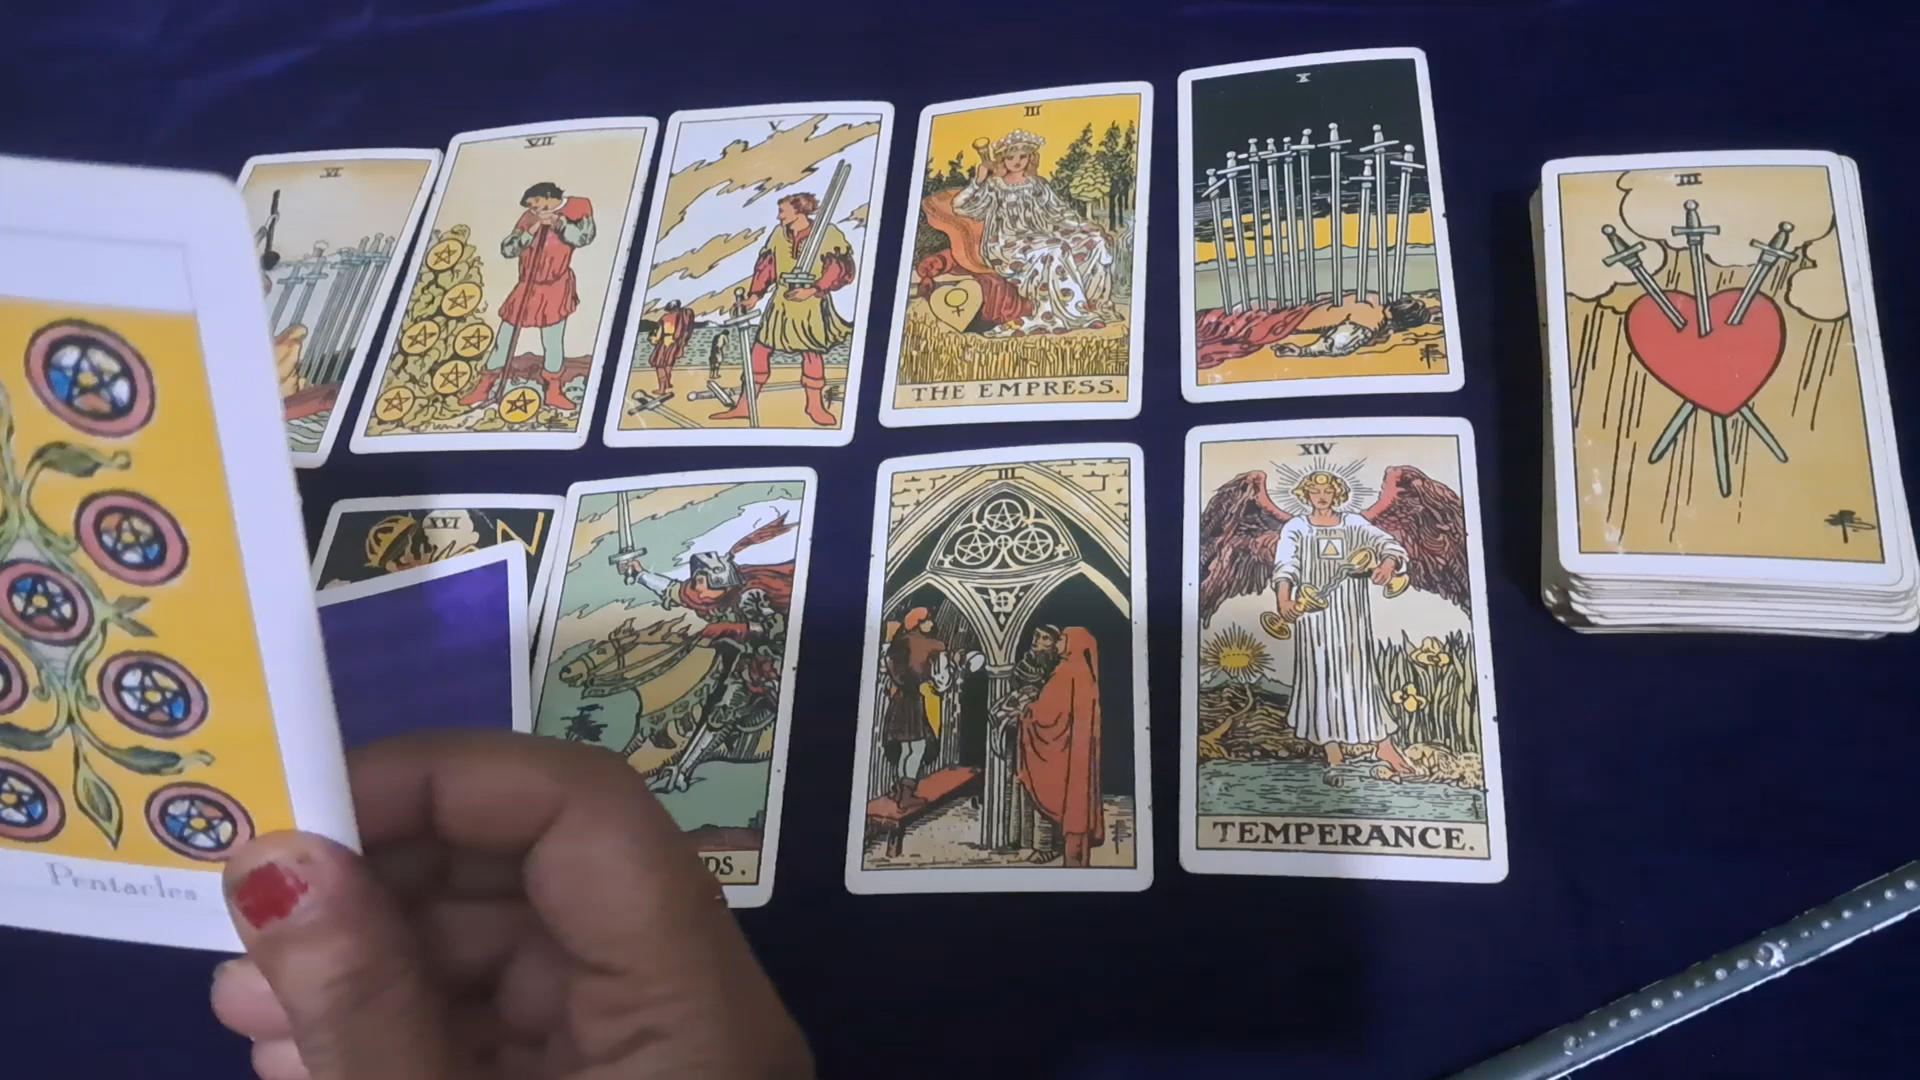 VI
VII
V
III
THE EMPRESS.
X
III
XVI
N
DS.
III
XIV
TEMPERANCE.
Pentacles